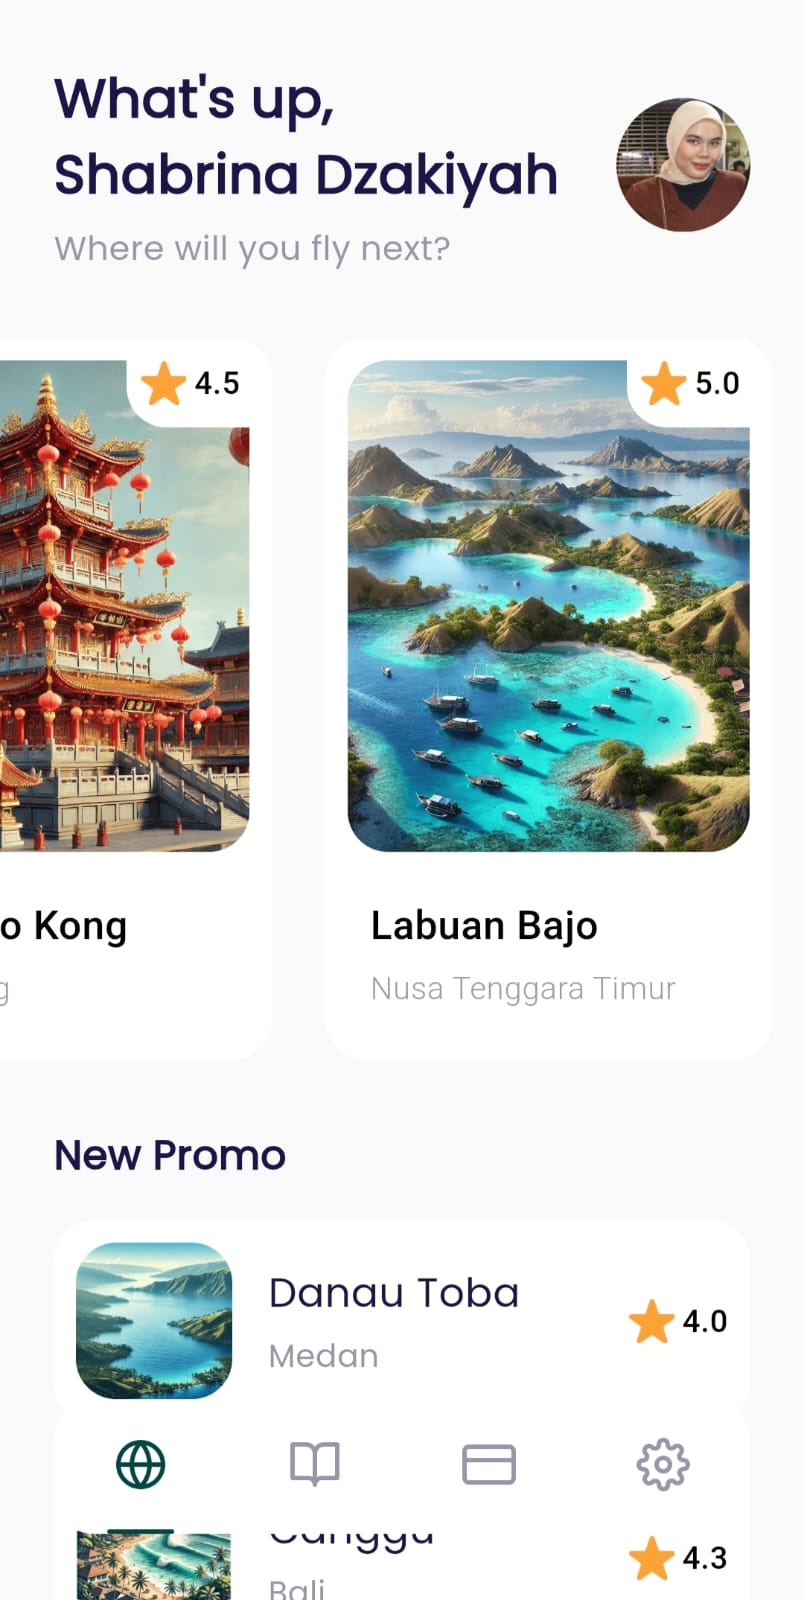 What's up,
Shabrina Dzakiyah
Where will you fly next?
4.5
5.0
o Kong
g
Labuan Bajo
Nusa Tenggara Timur
New Promo
Danau Toba
Medan
4.0
Canggu
Bali
4.3